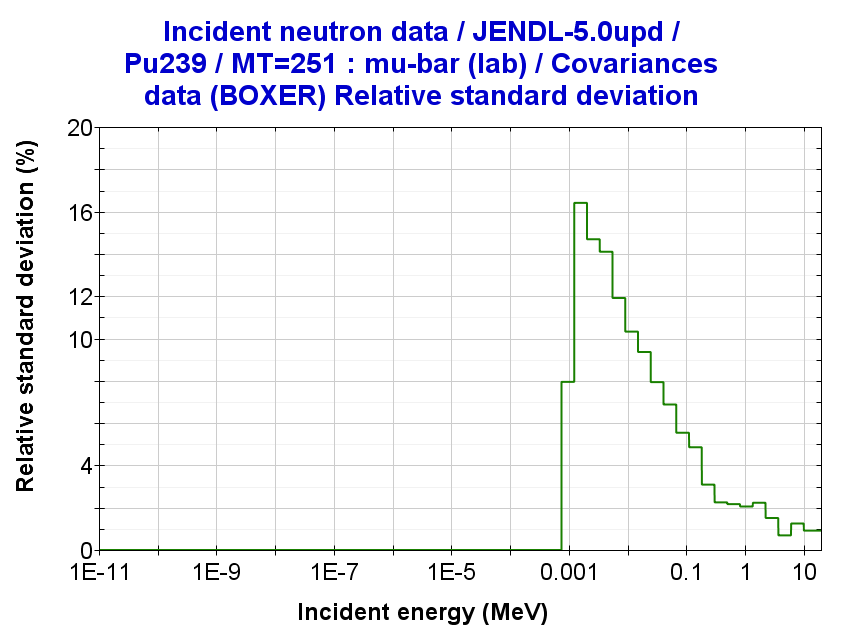 Incident neutron data / JENDL-5.0upd /
Pu239 / MT=251 : mu-bar (lab) / Covariances
data (BOXER) Relative standard deviation
Relative standard deviation (%)
20
16
12
10
4
0
1E-11 1E-9 1E-7 1E-5 0.001 0.1 1 10
Incident energy (MeV)